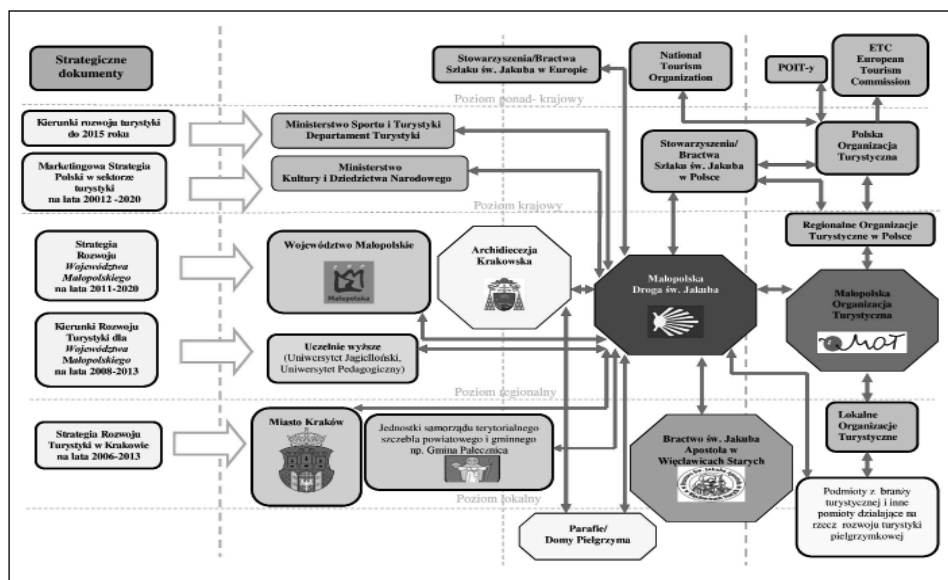 Strategiczne
dokumenty
Stowarzyszenia/Bractwa
Szlaku św. Jakuba w Europie
National
Tourism
Organization
POIT-y
ETC
European
Tourism
Commission
Poziom ponad- krajowy
Kierunki rozwoju turystyki
do 2015 roku
Ministerstwo Sportu i Turystyki
Departament Turystyki
Stowarzyszenia/
Bractwa
Szlaku św. Jakuba
w Polsce
Polska
Organizacja
Turystyczna
Marketingowa Strategia
Polski w sektorze
turystyki
na lata 20012 -2020
Ministerstwo
Kultury i Dziedzictwa Narodowego
Poziom krajowy
Regionalne Organizacje
Turystyczne w Polsce
Strategia
Rozwoju
Województwa
Małopolskiego
na lata 2011-2020
Województwo Małopolskie
Małopolska
Archidiecezja
Krakowska
Małopolska
Droga św. Jakuba
Małopolska
Organizacja
Turystyczna
MOT
Kierunki Rozwoju
Turystyki dla
Województwa
Małopolskiego
na lata 2008-2013
Uczelnie wyższe
(Uniwersytet Jagielloński,
Uniwersytet Pedagogiczny)
Poziom regionalny
Strategia Rozwoju
Turystyki w Krakowie
na lata 2006-2013
Miasto Kraków
Jednostki samorządu terytorialnego
szczebla powiatowego i gminnego
np. Gmina Pałecznica
Bractwo św. Jakuba
Apostoła w
Więcławicach Starych
Lokalne
Organizacje
Turystyczne
Poziom lokalny
Parafie/
Domy Pielgrzyma
Podmioty z branży
turystycznej i inne
pomioty działające na
rzecz rozwoju turystyki
pielgrzymkowej